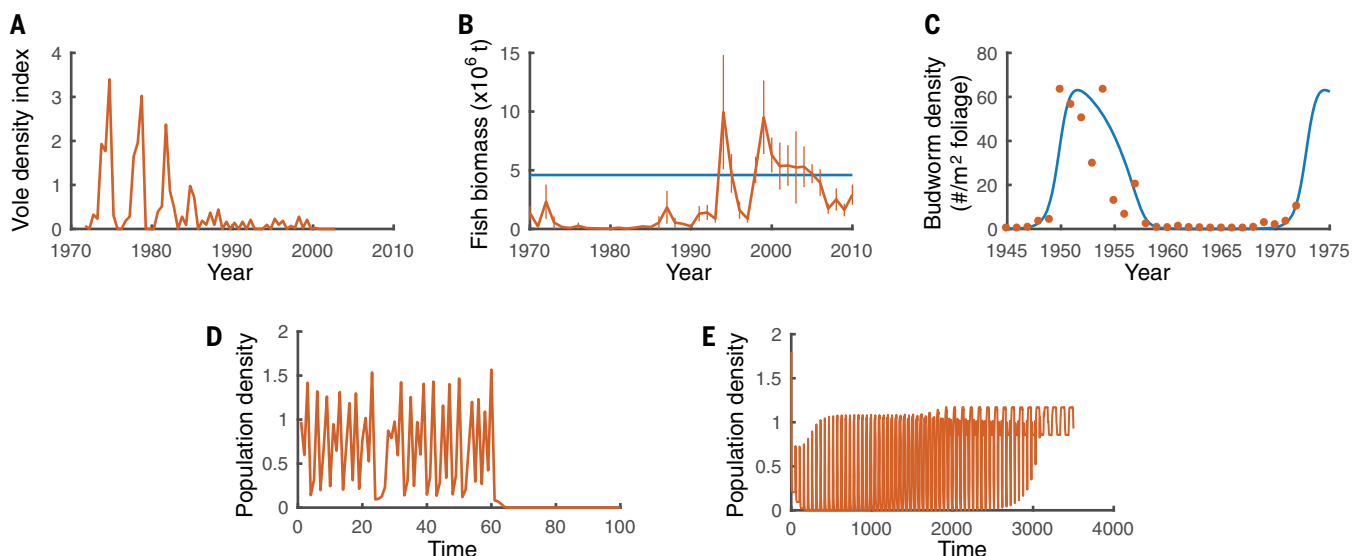 A
Vole density index
4
3
2
1
0
1970 1980 1990 2000 2010
Year
B
Fish biomass (x10⁶ t)
15
10
5
0
1970 1980 1990 2000 2010
Year
C
Budworm density
(#/m² foliage)
80
60
40
20
0
1945 1950 1955 1960 1965 1970 1975
Year
D
Population density
2
1.5
1
0.5
0
0 20 40 60 80 100
Time
E
Population density
2
1.5
1
0.5
0
0 1000 2000 3000 4000
Time